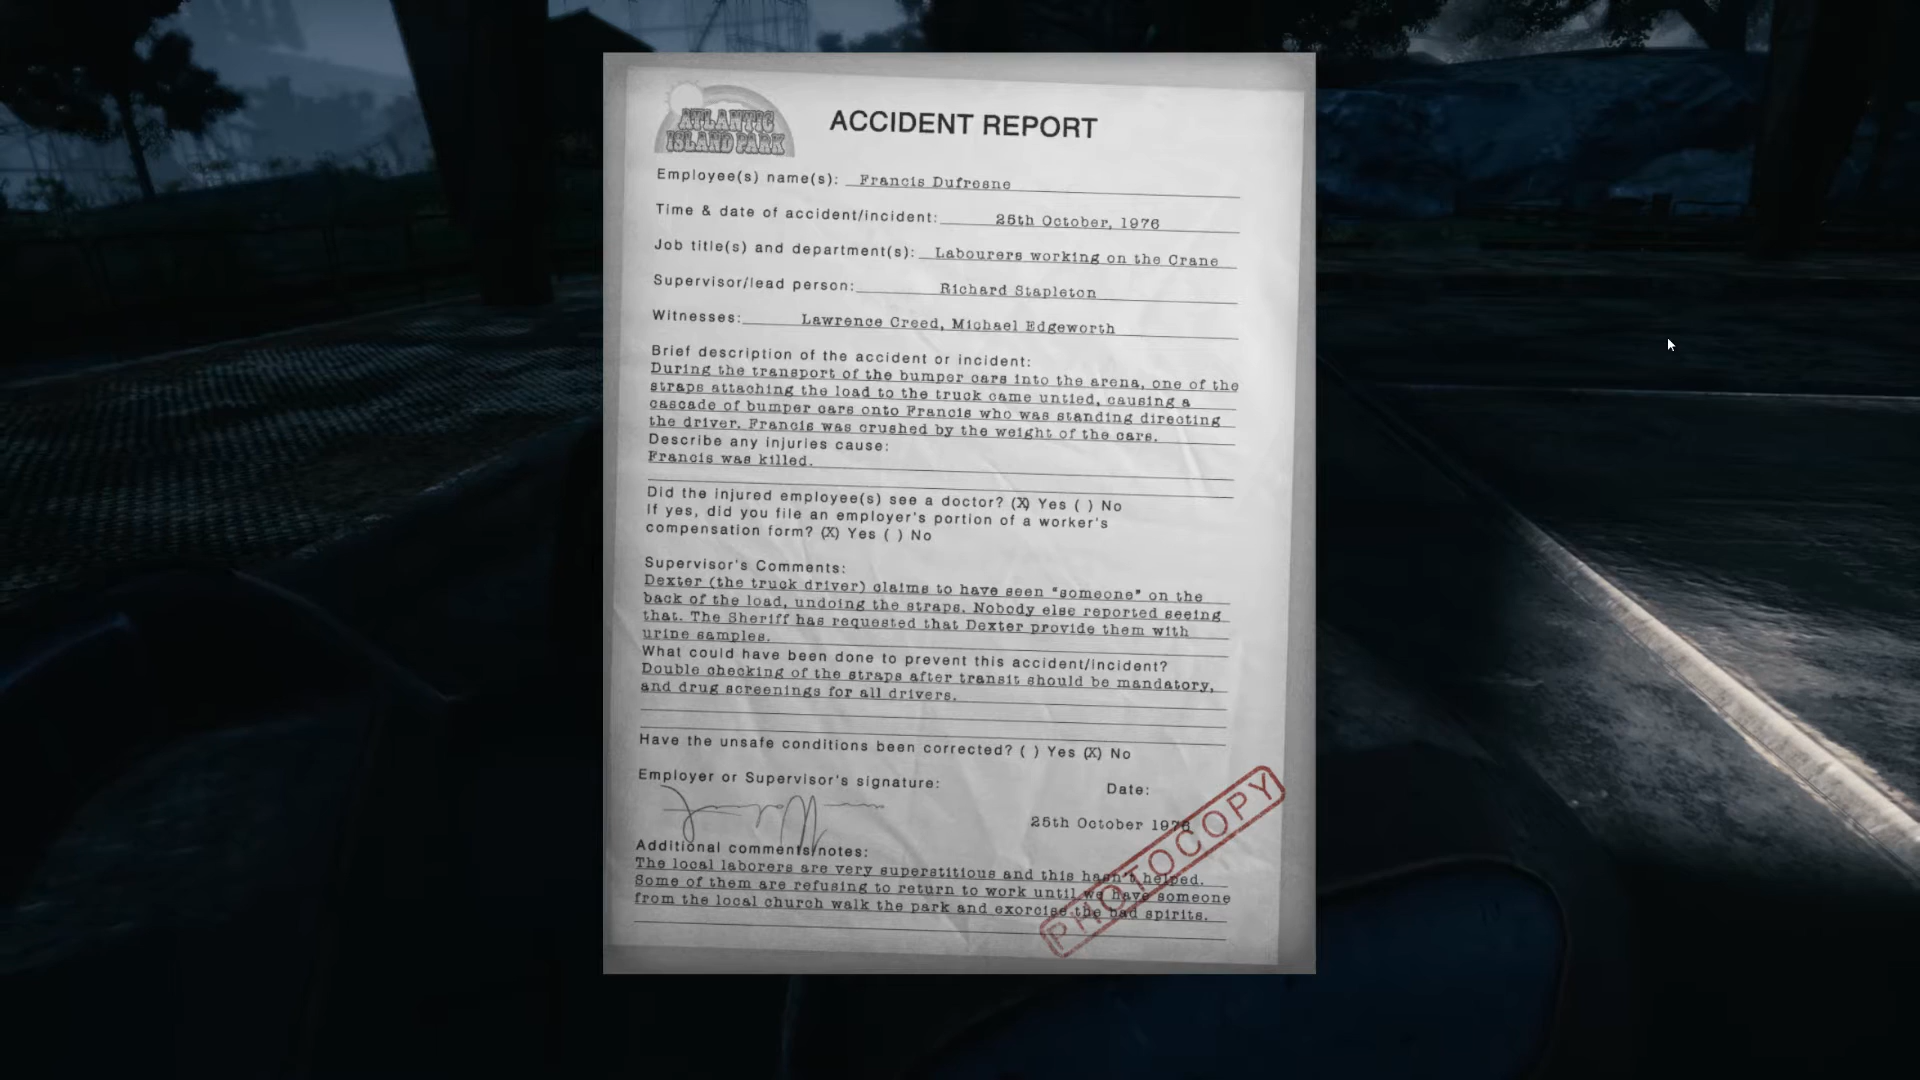 ATLANTIC
ISLAND PARK
ACCIDENT REPORT
Employee(s) name(s): Francis Dufresne
Time & date of accident/incident: 25th October, 1976
Job title(s) and department(s): Labourers working on the Crane
Supervisor/lead person: Richard Stapleton
Witnesses: Lawrence Creed, Michael Edgeworth
Brief description of the accident or incident:
During the transport of the bumper cars into the arena, one of the
straps attaching the load to the truck came untied, causing a
cascade of bumper cars onto Francis who was standing directing
the driver. Francis was crushed by the weight of the cars.
Describe any injuries cause:
Francis was killed.
Did the injured employee(s) see a doctor? (X) Yes ( ) No
If yes, did you file an employer's portion of a worker's
compensation form? (X) Yes ( ) No
Supervisor's Comments:
Dexter (the truck driver) claims to have seen "someone" on the
back of the load, undoing the straps. Nobody else reported seeing
that. The Sheriff has requested that Dexter provide them with
urine samples.
What could have been done to prevent this accident/incident?
Double checking of the straps after transit should be mandatory,
and drug screenings for all drivers.
Have the unsafe conditions been corrected? ( ) Yes (X) No
Employer or Supervisor's signature:
Date:
25th October 1976
Additional comments/notes:
The local laborers are very superstitious and this hasn't helped.
Some of them are refusing to return to work until we have someone
from the local church walk the park and exorcise the bad spirits.
PHOTOCOPY